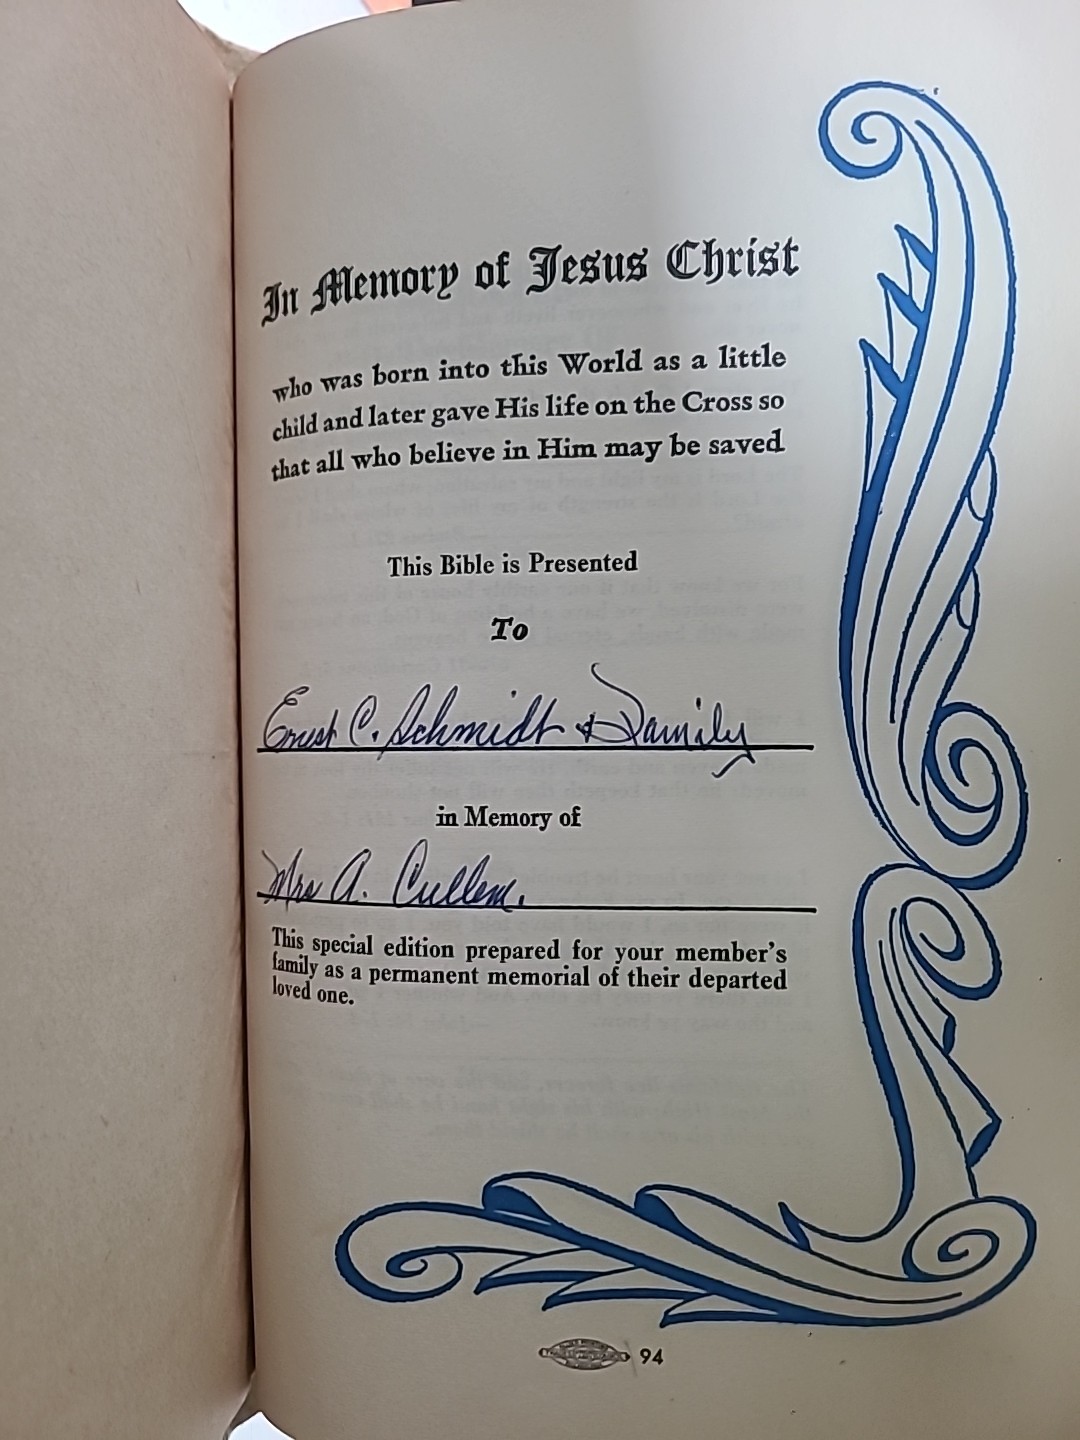 In Memory of Jesus Christ
who was born into this World as a little
child and later gave His life on the Cross so
that all who believe in Him may be saved
This Bible is Presented
To
Ernest C. Schmidt & Family
in Memory of
Mrs A. Cullen.
This special edition prepared for your member's
family as a permanent memorial of their departed
loved one.
94